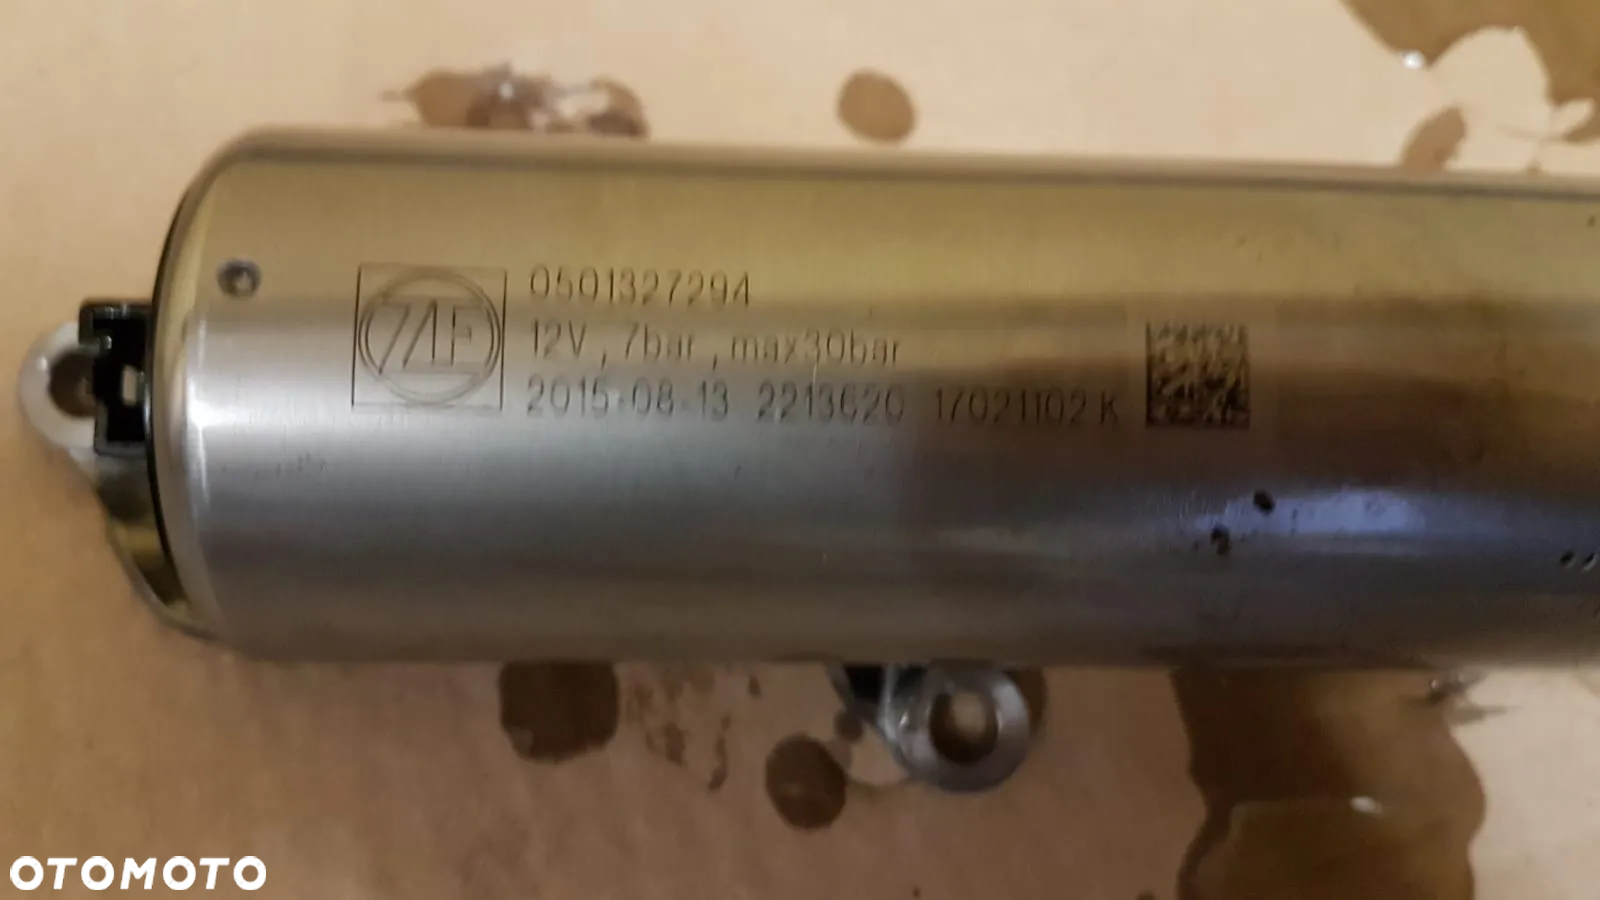 ZF
0501327294
12V, 7bar, max30bar
2015-08-13 2213620 17021102 K
OTOMOTO